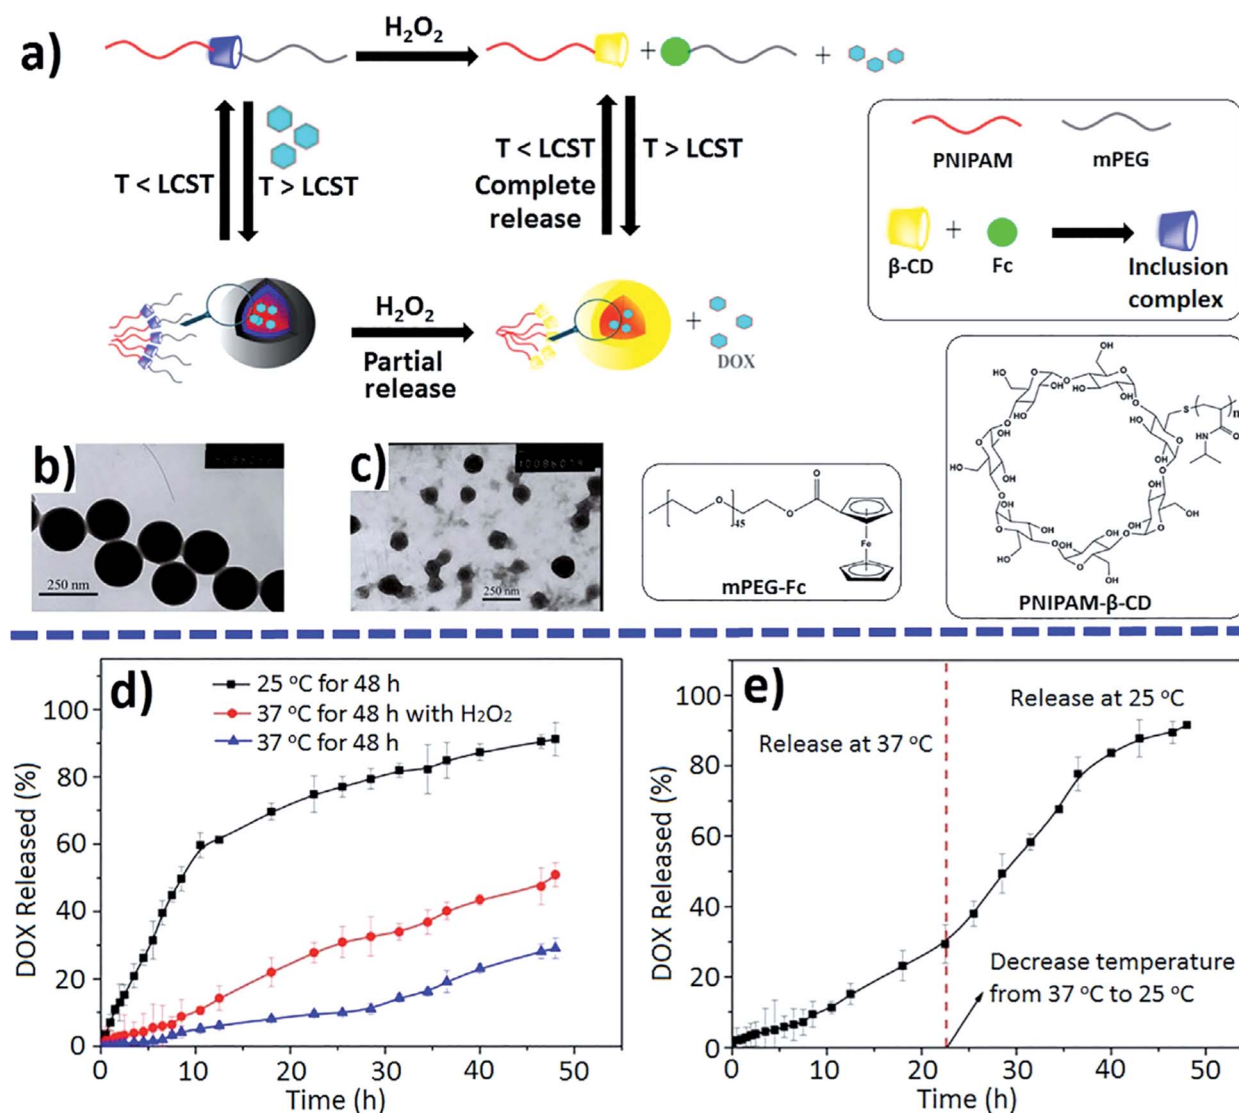 a)
H₂O₂
+
+
T < LCST
T > LCST
T < LCST
T > LCST
Complete
release
H₂O₂
Partial
release
+
DOX
PNIPAM
mPEG
+
β-CD
Fc
Inclusion
complex
b)
250 nm
c)
250 nm
O
O
45
O
Fe
mPEG-Fc
PNIPAM-β-CD
d)
25 °C for 48 h
37 °C for 48 h with H₂O₂
37 °C for 48 h
DOX Released (%)
100
80
60
40
20
0
0 10 20 30 40 50
Time (h)
e)
Release at 37 °C
Release at 25 °C
Decrease temperature
from 37 °C to 25 °C
DOX Released (%)
100
80
60
40
20
0
0 10 20 30 40 50
Time (h)